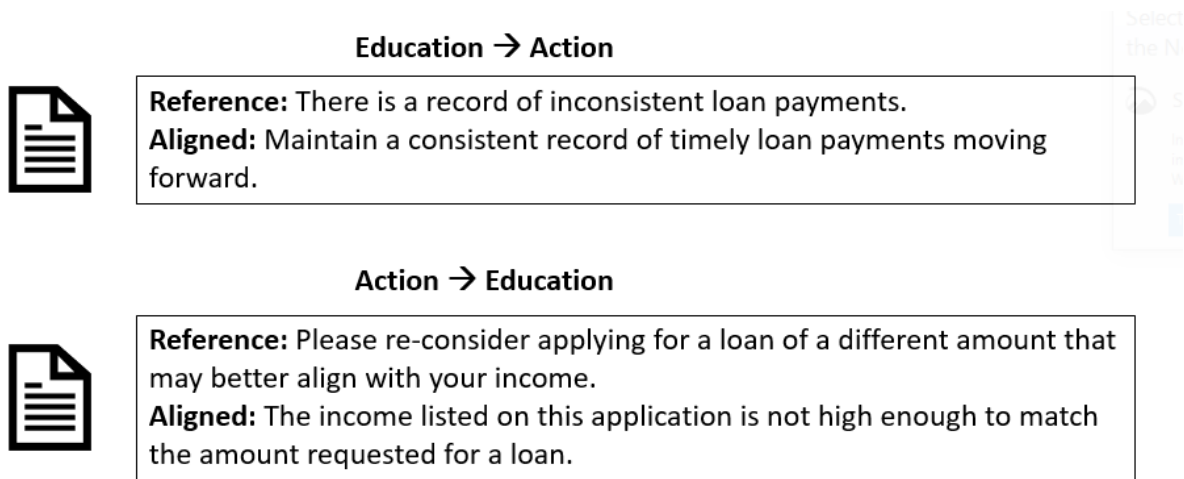 Education → Action
Reference: There is a record of inconsistent loan payments.
Aligned: Maintain a consistent record of timely loan payments moving
forward.
Action → Education
Reference: Please re-consider applying for a loan of a different amount that
may better align with your income.
Aligned: The income listed on this application is not high enough to match
the amount requested for a loan.